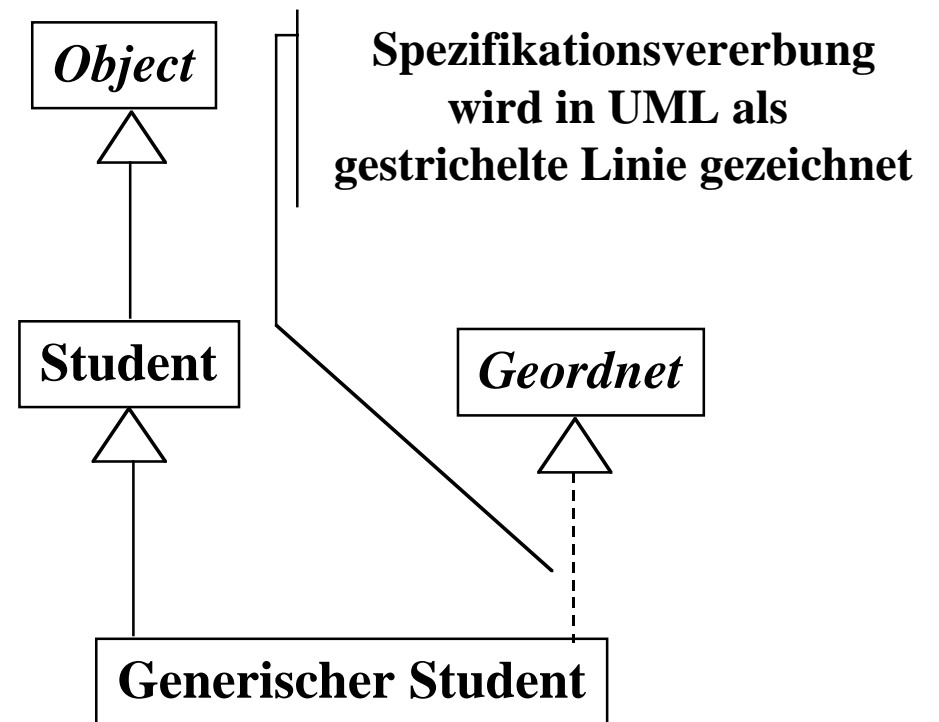 Object
Spezifikationsvererbung
wird in UML als
gestrichelte Linie gezeichnet
Student
Geordnet
Generischer Student